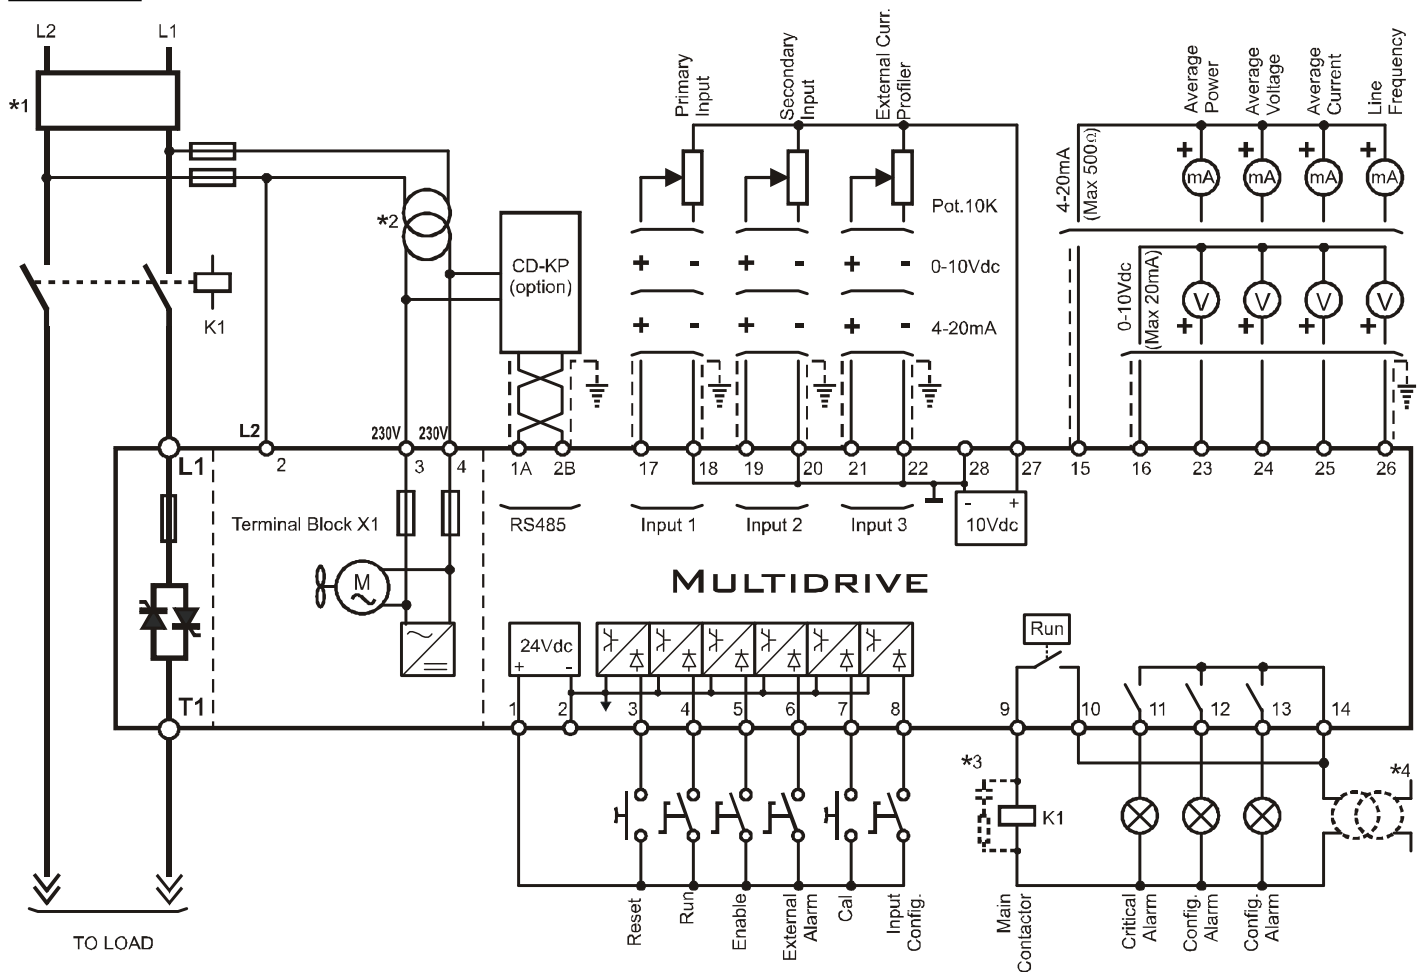 L2
L1
*1
K1
*2
CD-KP
(option)
Primary
Input
Secondary
Input
External Curr.
Profiler
Pot.10K
+
-
+
-
+
-
0-10Vdc
+
-
+
-
+
-
4-20mA
4-20mA
(Max 500Ω)
Average
Power
Average
Voltage
Average
Current
Line
Frequency
+
mA
+
mA
+
mA
+
mA
0-10Vdc
(Max 20mA)
V
+
V
+
V
+
V
+
L1
L2
2
230V
3
230V
4
1A
2B
17
18
19
20
21
22
28
27
15
16
23
24
25
26
Terminal Block X1
RS485
Input 1
Input 2
Input 3
- +
10Vdc
M
MULTIDRIVE
24Vdc
+ -
Run
T1
1
2
3
4
5
6
7
8
9
10
11
12
13
14
*3
K1
*4
Reset
Run
Enable
External
Alarm
Cal
Input
Config.
Main
Contactor
Critical
Alarm
Config.
Alarm
Config.
Alarm
TO LOAD